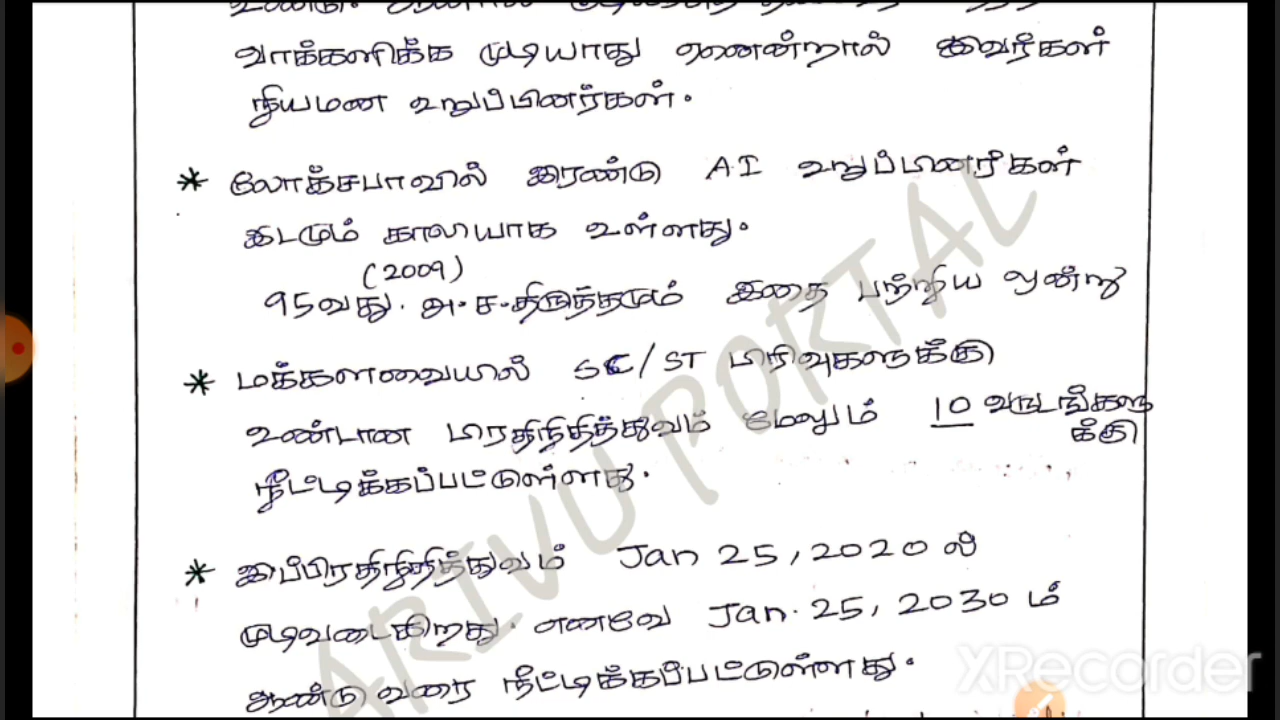 வாக்களிக்க முடியாது ஏனென்றால் இவர்கள்
நியமன உறுப்பினர்கள்.
* லோக்சபாவில் இரண்டு A.I உறுப்பினர்கள்
இடமும் காலியாக உள்ளது.
(2009)
95வது. அ.ச.திருத்தமும் இதை பற்றிய ஒன்று
* மக்களவையில் SC/ST பிரிவுகளுக்கு
உண்டான பிரதிநிதித்துவம் மேலும் 10 வருடங்களு
க்கு
நீட்டிக்கப்பட்டுள்ளது.
* இப்பிரதிநிதித்துவம் Jan 25, 2020 ல்
முடிவடைகிறது. எனவே Jan. 25, 2030 ம்
ஆண்டு வரை நீட்டிக்கப்பட்டுள்ளது.
ARIVU PORTAL
XRecorder